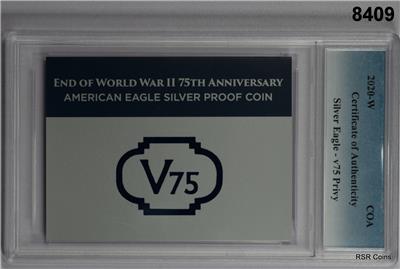 8409
END OF WORLD WAR II 75TH ANNIVERSARY
AMERICAN EAGLE SILVER PROOF COIN
V75
2020-W COA
Certificate of Authenticity
Silver Eagle - v75 Privy
RSR Coins